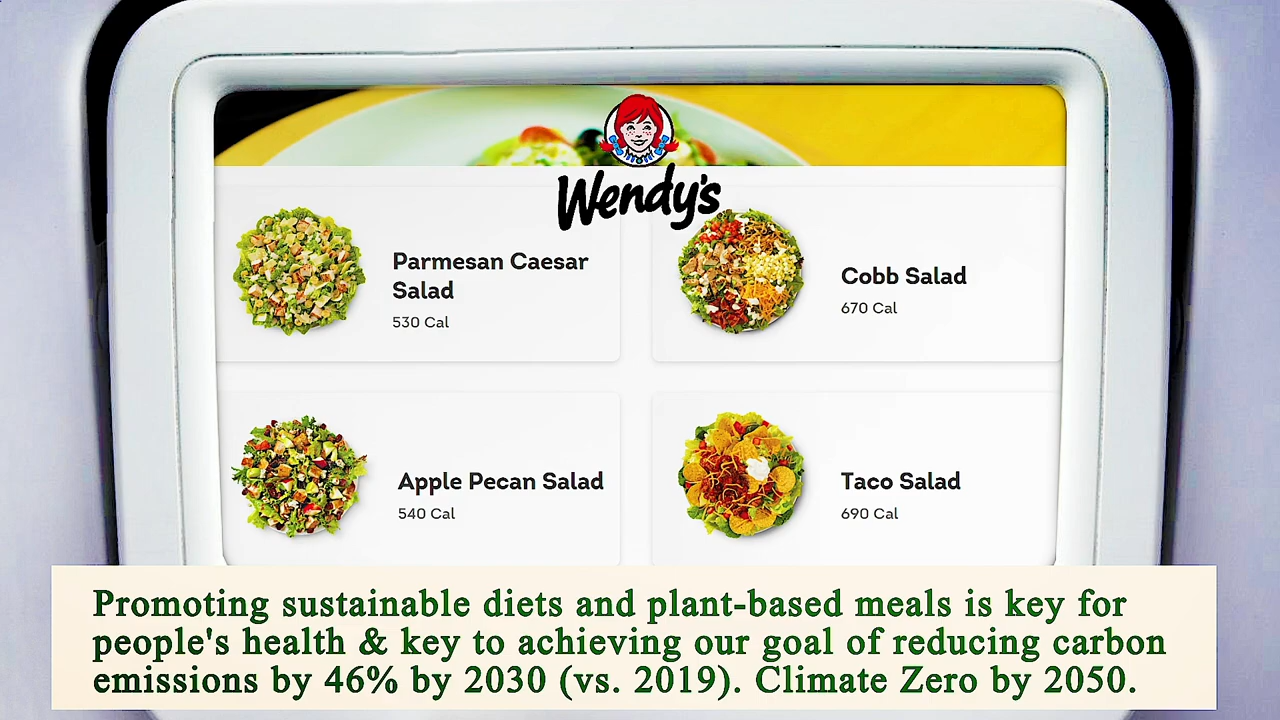 Wendy's
Parmesan Caesar
Salad
530 Cal
Cobb Salad
670 Cal
Apple Pecan Salad
540 Cal
Taco Salad
690 Cal
Promoting sustainable diets and plant-based meals is key for
people's health & key to achieving our goal of reducing carbon
emissions by 46% by 2030 (vs. 2019). Climate Zero by 2050.